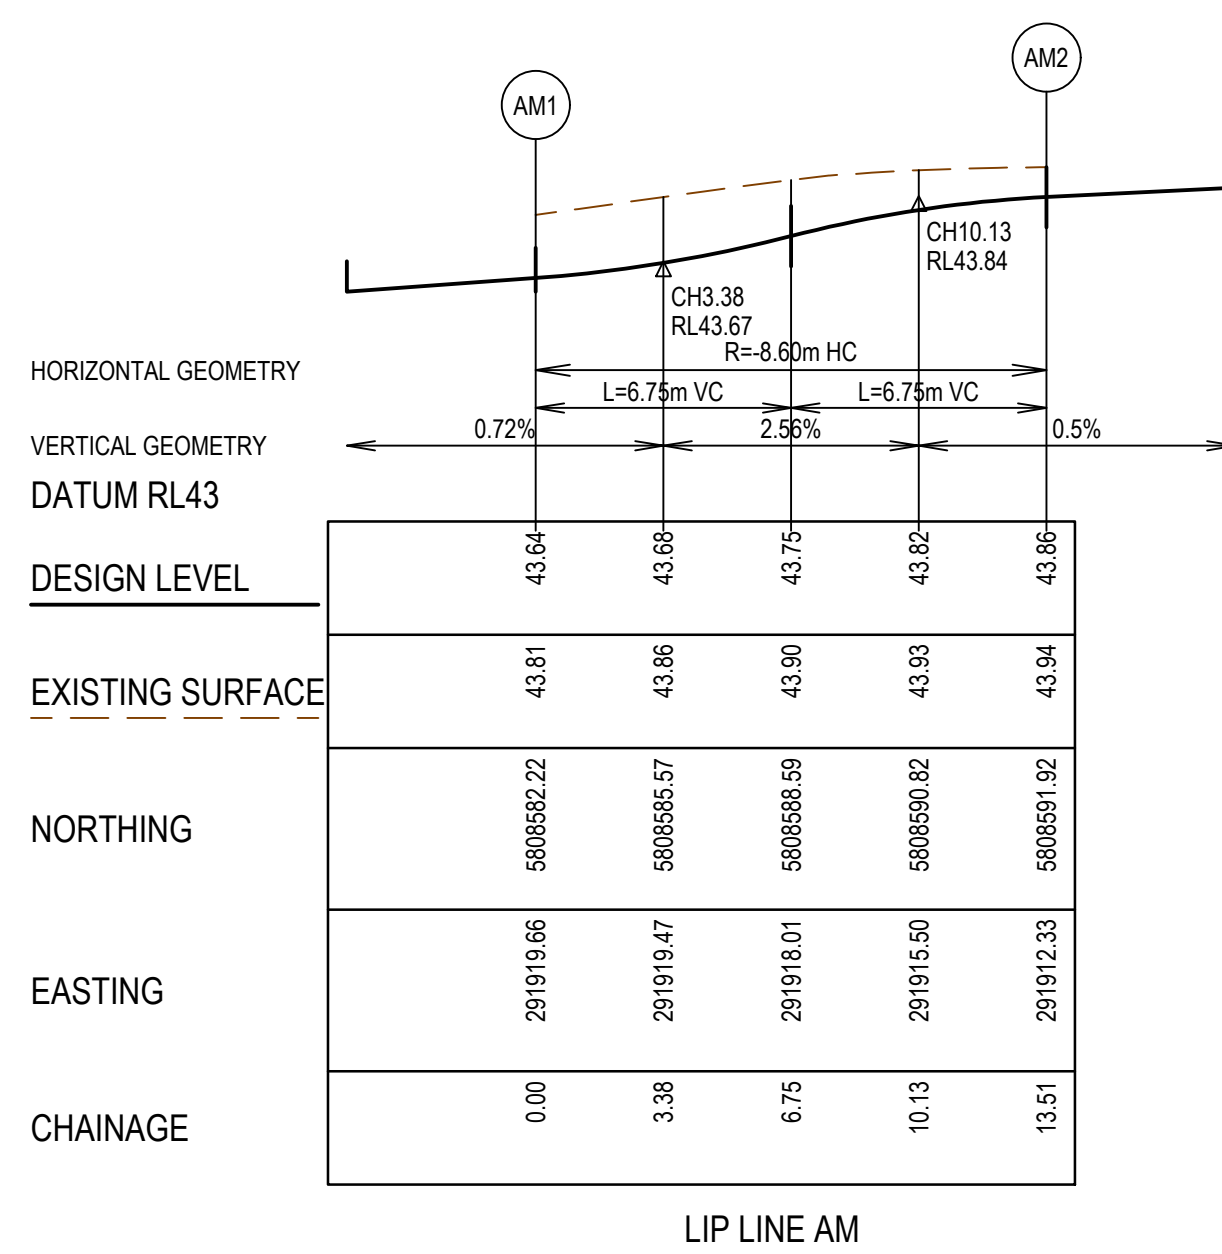 AM2
AM1
CH10.13
RL43.84
CH3.38
RL43.67
R=-8.60m HC
HORIZONTAL GEOMETRY
L=6.75m VC L=6.75m VC
0.72% 2.56% 0.5%
VERTICAL GEOMETRY
DATUM RL43
DESIGN LEVEL 43.64 43.68 43.75 43.82 43.86
EXISTING SURFACE 43.81 43.86 43.90 43.93 43.94
NORTHING 5808582.22 5808585.57 5808588.59 5808590.82 5808591.92
EASTING 291919.66 291919.47 291918.01 291915.50 291912.33
CHAINAGE 0.00 3.38 6.75 10.13 13.51
LIP LINE AM